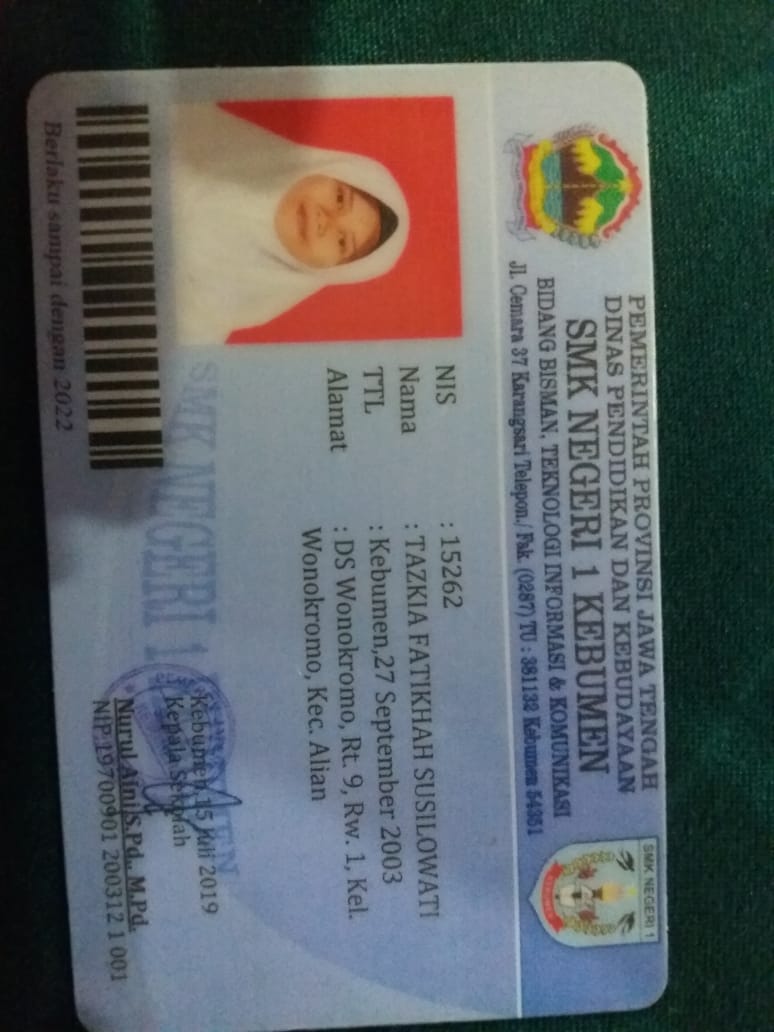 PEMERINTAH PROVINSI JAWA TENGAH
DINAS PENDIDIKAN DAN KEBUDAYAAN
SMK NEGERI 1 KEBUMEN
BIDANG BISMAN, TEKNOLOGI INFORMASI & KOMUNIKASI
Jl. Cemara 37 Karangsari Telepon./ Fak. (0287) TU : 381132 Kebumen 54351
SMK NEGERI 1
NIS : 15262
Nama : TAZKIA FATIKHAH SUSILOWATI
TTL : Kebumen,27 September 2003
Alamat : DS Wonokromo, Rt. 9, Rw. 1, Kel.
Wonokromo, Kec. Alian
Kebumen,15 Juli 2019
Kepala Sekolah
Nurul Aini,S.Pd., M.Pd.
NIP.19700901 200312 1 001
SMK NEGERI 1 KEBUMEN
Berlaku sampai dengan 2022